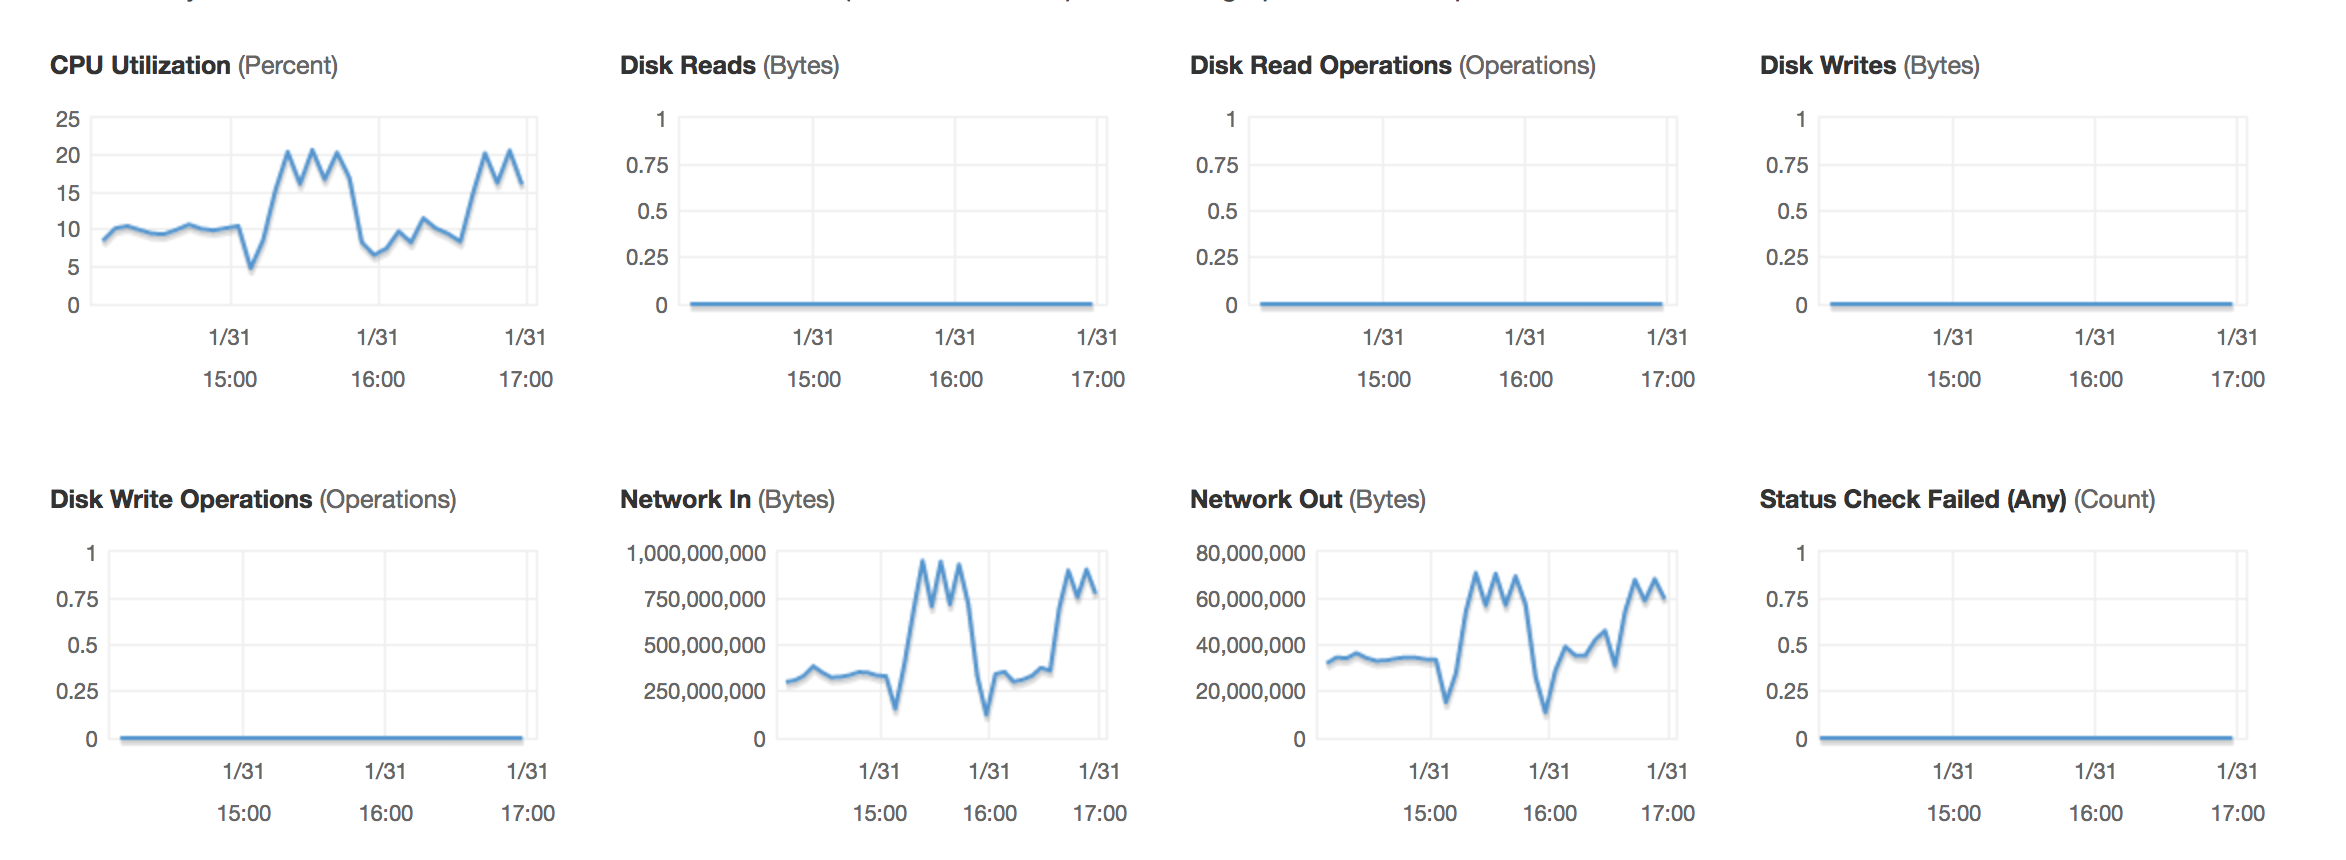 CPU Utilization (Percent)
25
20
15
10
5
0
1/31 1/31 1/31
15:00 16:00 17:00
Disk Reads (Bytes)
1
0.75
0.5
0.25
0
1/31 1/31 1/31
15:00 16:00 17:00
Disk Read Operations (Operations)
1
0.75
0.5
0.25
0
1/31 1/31 1/31
15:00 16:00 17:00
Disk Writes (Bytes)
1
0.75
0.5
0.25
0
1/31 1/31 1/31
15:00 16:00 17:00
Disk Write Operations (Operations)
1
0.75
0.5
0.25
0
1/31 1/31 1/31
15:00 16:00 17:00
Network In (Bytes)
1,000,000,000
750,000,000
500,000,000
250,000,000
0
1/31 1/31 1/31
15:00 16:00 17:00
Network Out (Bytes)
80,000,000
60,000,000
40,000,000
20,000,000
0
1/31 1/31 1/31
15:00 16:00 17:00
Status Check Failed (Any) (Count)
1
0.75
0.5
0.25
0
1/31 1/31 1/31
15:00 16:00 17:00